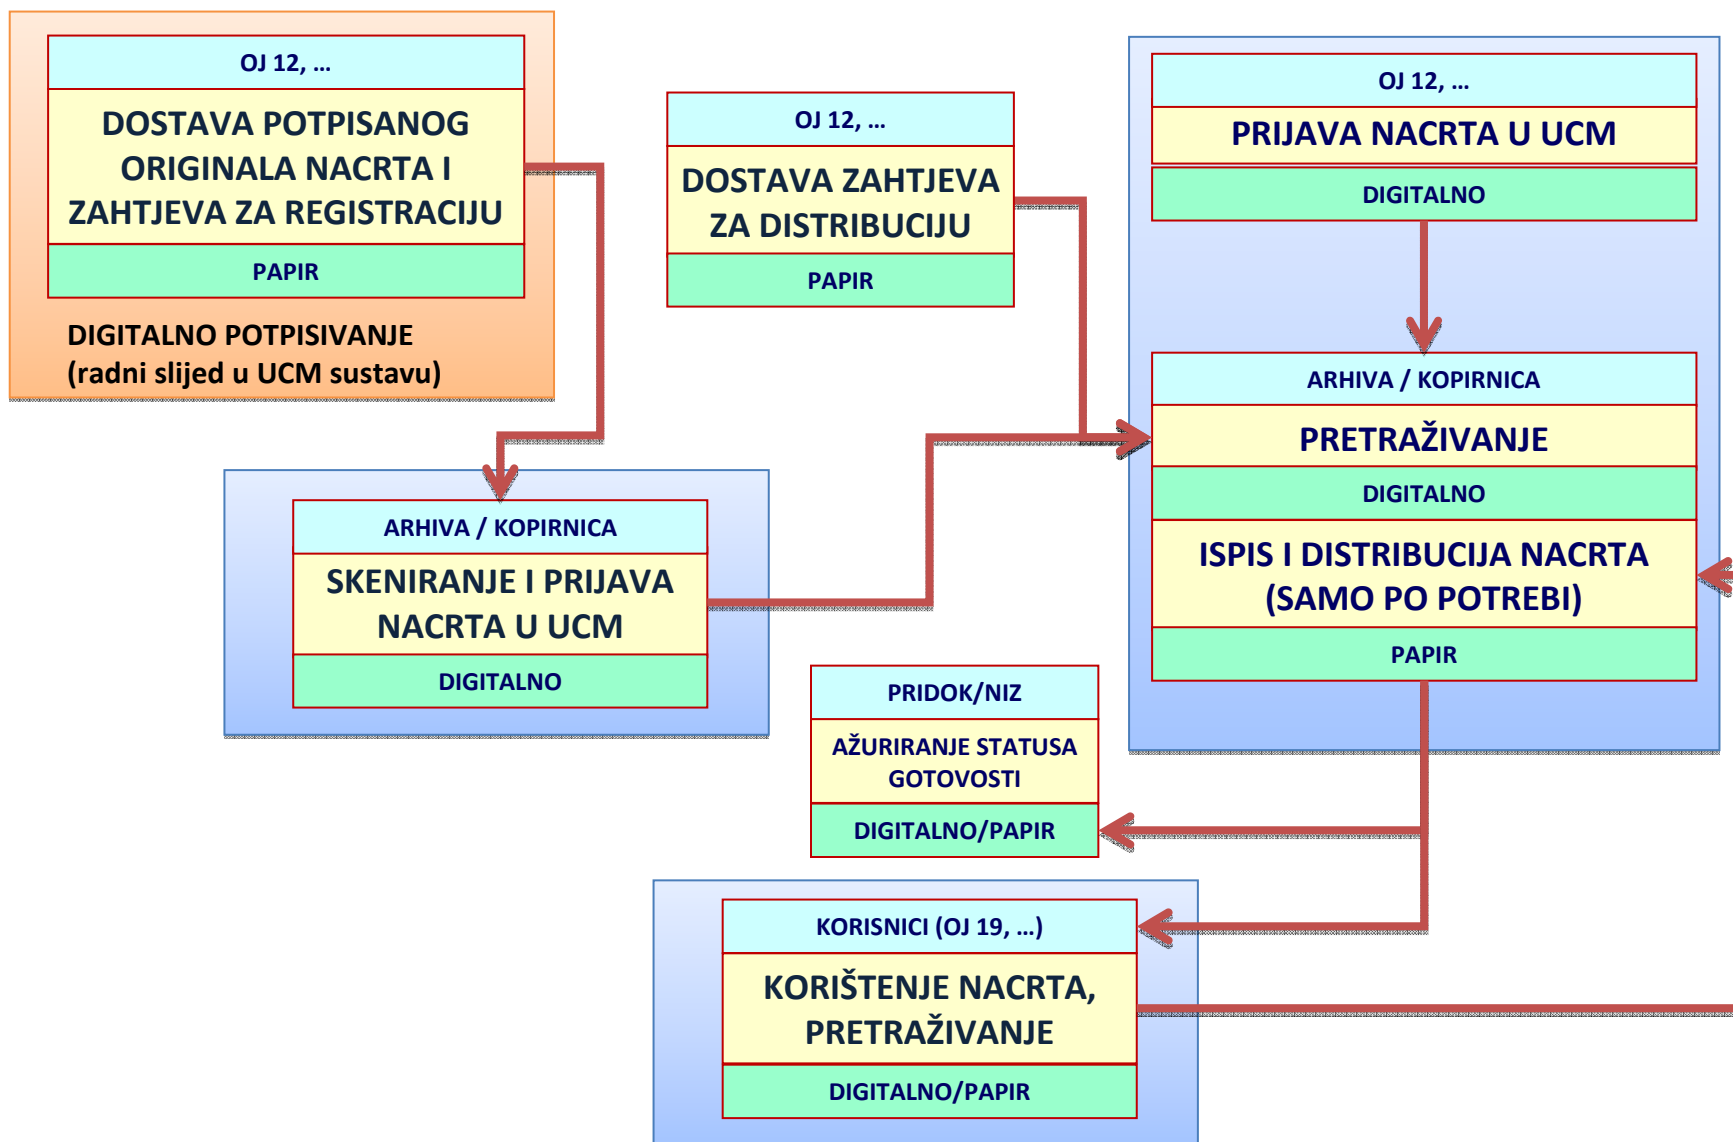 OJ 12, ...
DOSTAVA POTPISANOG
ORIGINALA NACRTA I
ZAHTJEVA ZA REGISTRACIJU
PAPIR
DIGITALNO POTPISIVANJE
(radni slijed u UCM sustavu)
OJ 12, ...
DOSTAVA ZAHTJEVA
ZA DISTRIBUCIJU
PAPIR
OJ 12, ...
PRIJAVA NACRTA U UCM
DIGITALNO
ARHIVA / KOPIRNICA
PRETRAŽIVANJE
DIGITALNO
ISPIS I DISTRIBUCIJA NACRTA
(SAMO PO POTREBI)
PAPIR
ARHIVA / KOPIRNICA
SKENIRANJE I PRIJAVA
NACRTA U UCM
DIGITALNO
PRIDOK/NIZ
AŽURIRANJE STATUSA
GOTOVOSTI
DIGITALNO/PAPIR
KORISNICI (OJ 19, ...)
KORIŠTENJE NACRTA,
PRETRAŽIVANJE
DIGITALNO/PAPIR